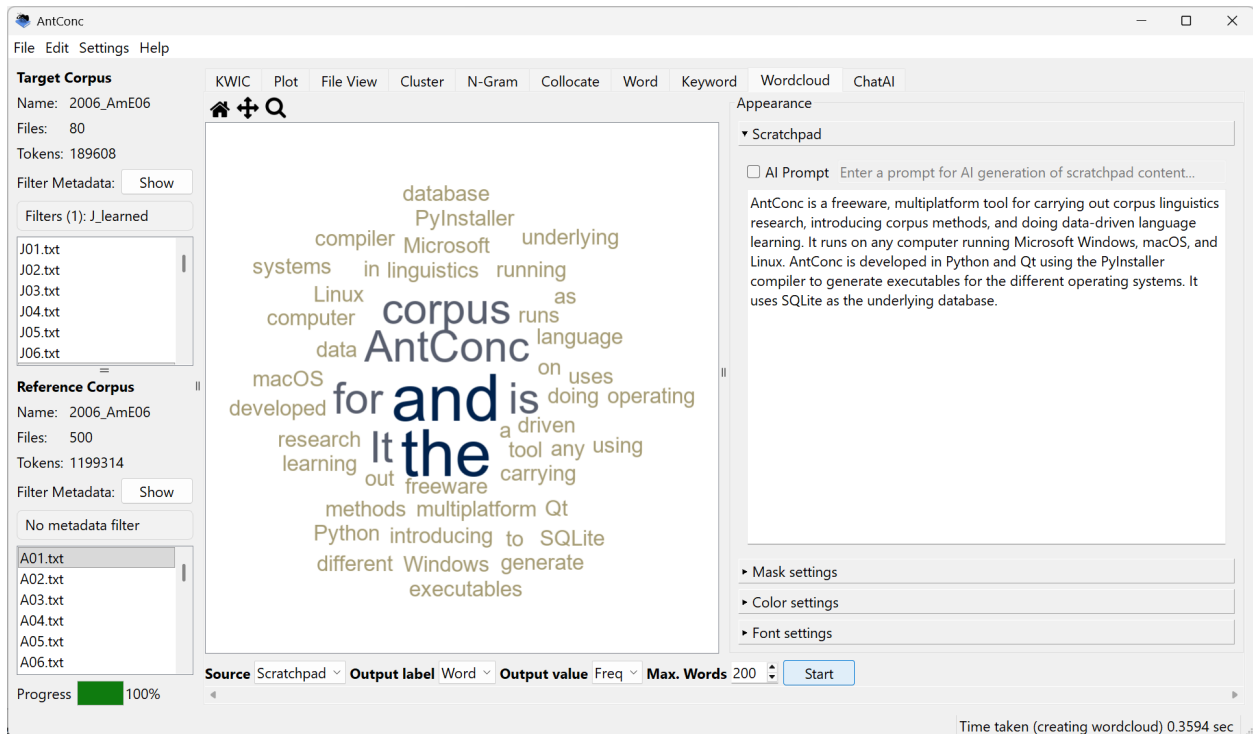 AntConc
File Edit Settings Help
Target Corpus
Name: 2006_AmE06
Files: 80
Tokens: 189608
Filter Metadata: Show
Filters (1): J_learned
J01.txt
J02.txt
J03.txt
J04.txt
J05.txt
J06.txt
Reference Corpus
Name: 2006_AmE06
Files: 500
Tokens: 1199314
Filter Metadata: Show
No metadata filter
A01.txt
A02.txt
A03.txt
A04.txt
A05.txt
A06.txt
Progress 100%
KWIC Plot File View Cluster N-Gram Collocate Word Keyword Wordcloud ChatAI
database
PyInstaller
compiler Microsoft underlying
systems in linguistics running
Linux corpus as
computer runs
data AntConc language
macOS on uses
developed for and is doing operating
research It the a driven
learning tool any using
out freeware carrying
methods multiplatform Qt
Python introducing to SQLite
different Windows generate
executables
Source Scratchpad Output label Word Output value Freq Max. Words 200 Start
Appearance
Scratchpad
AI Prompt Enter a prompt for AI generation of scratchpad content...
AntConc is a freeware, multiplatform tool for carrying out corpus linguistics
research, introducing corpus methods, and doing data-driven language
learning. It runs on any computer running Microsoft Windows, macOS, and
Linux. AntConc is developed in Python and Qt using the PyInstaller
compiler to generate executables for the different operating systems. It
uses SQLite as the underlying database.
Mask settings
Color settings
Font settings
Time taken (creating wordcloud) 0.3594 sec